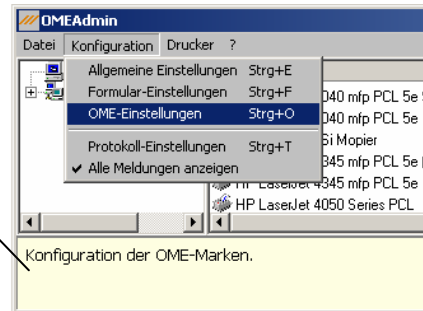 OMEAdmin
Datei Konfiguration Drucker ?
Allgemeine Einstellungen Strg+E
Formular-Einstellungen Strg+F
OME-Einstellungen Strg+O
Protokoll-Einstellungen Strg+T
Alle Meldungen anzeigen
040 mfp PCL 5e
040 mfp PCL 5e
Si Mopier
345 mfp PCL 5e
HP LaserJet 4345 mfp PCL 5e
HP LaserJet 4050 Series PCL
Konfiguration der OME-Marken.